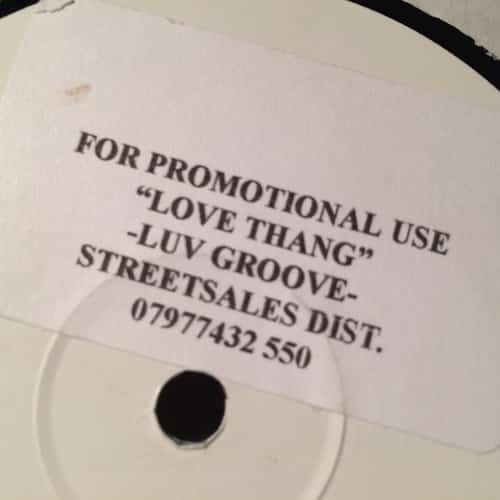 FOR PROMOTIONAL USE
“LOVE THANG”
-LUV GROOVE-
STREETSALES DIST.
07977432 550